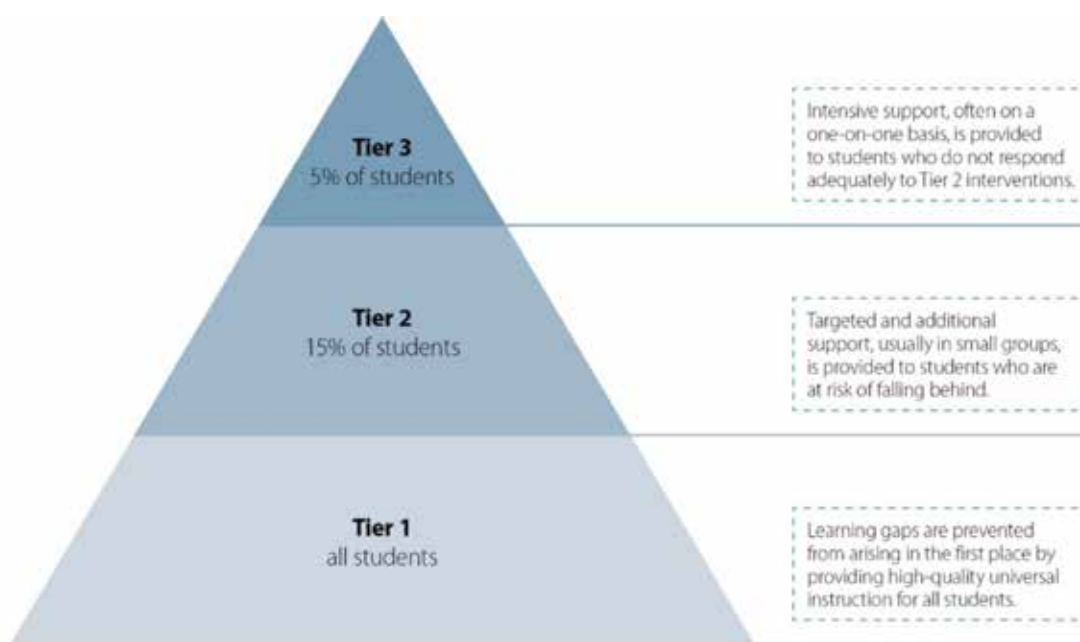 Tier 3
5% of students
Intensive support, often on a
one-on-one basis, is provided
to students who do not respond
adequately to Tier 2 interventions.
Tier 2
15% of students
Targeted and additional
support, usually in small groups,
is provided to students who are
at risk of falling behind.
Tier 1
all students
Learning gaps are prevented
from arising in the first place by
providing high-quality universal
instruction for all students.